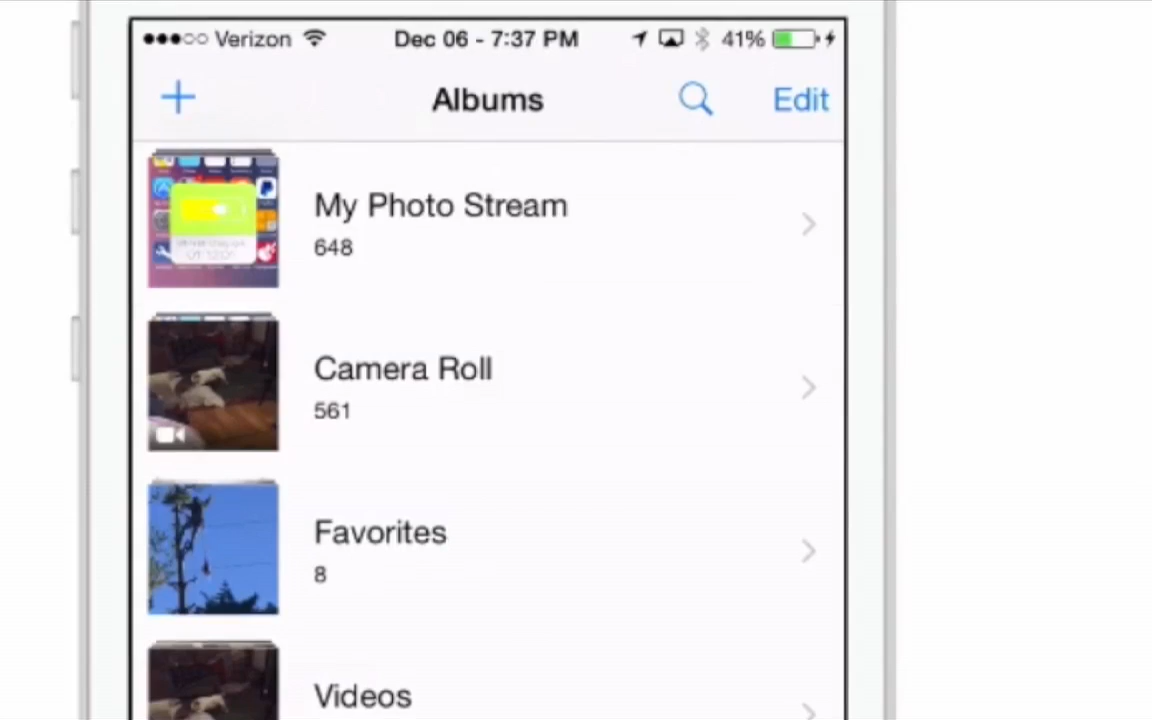 Verizon Dec 06 - 7:37 PM 41%
Albums Edit
My Photo Stream
648
Camera Roll
561
Favorites
8
Videos